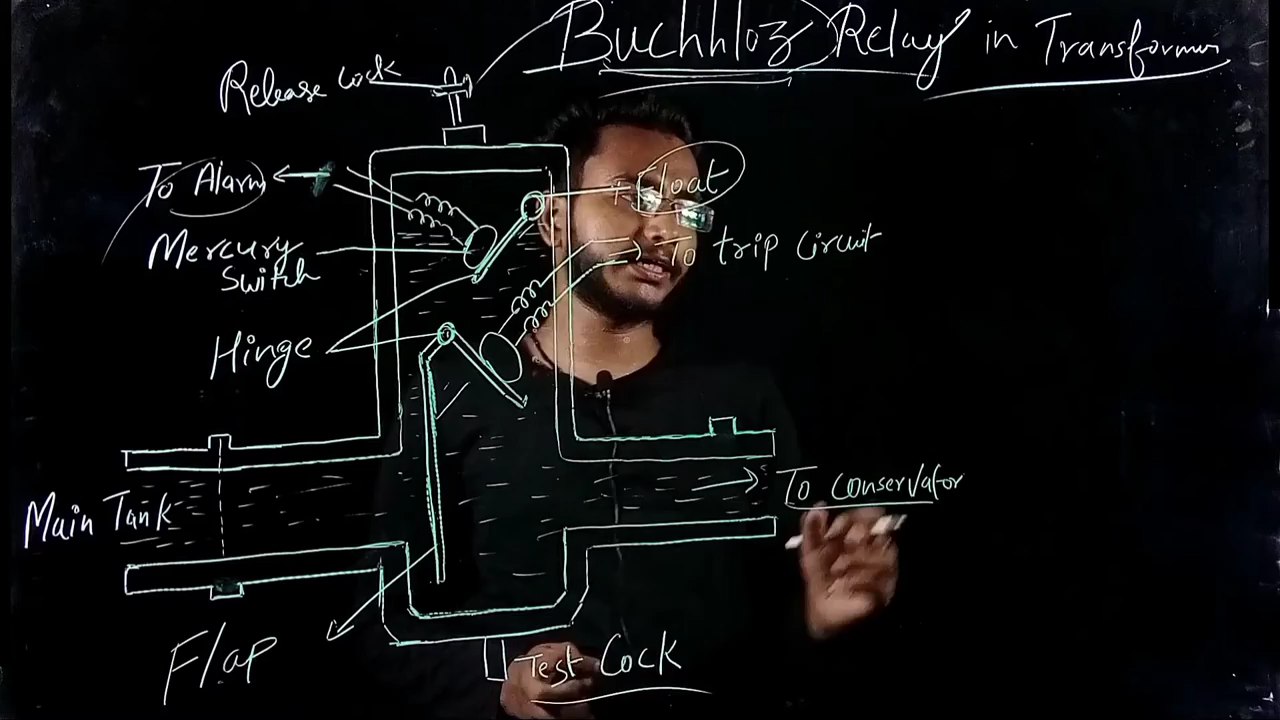 Buchhloz Relay in Transformer
Release cock
To Alarm
Float
Mercury
Switch
To trip circuit
Hinge
To conservator
Main Tank
Flap
Test Cock